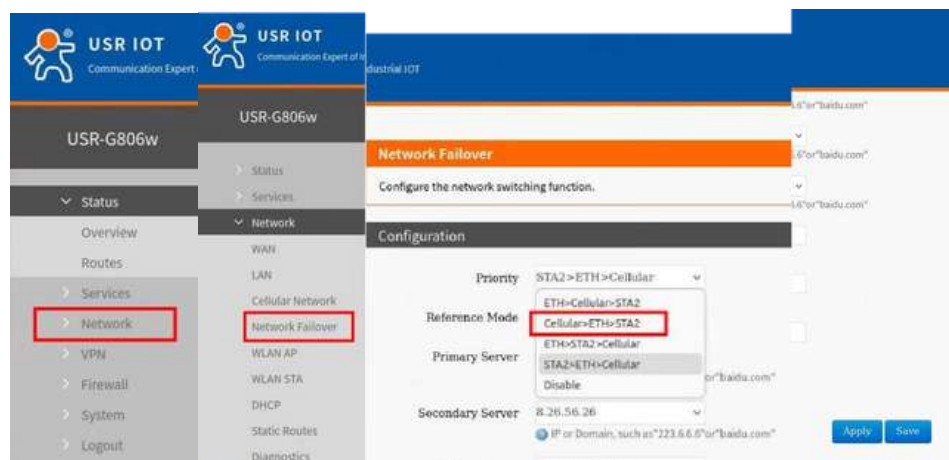 USR IOT
Communication Expert
USR-G806w
Status
Overview
Routes
Services
Network
VPN
Firewall
System
Logout
USR IOT
Communication Expert of In
dustrial IOT
USR-G806w
Status
Services
Network
WAN
LAN
Cellular Network
Network Failover
WLAN AP
WLAN STA
DHCP
Static Routes
Diagnostics
Network Failover
Configure the network switching function.
Configuration
Priority
STA2>ETH>Cellular
ETH>Cellular>STA2
Cellular>ETH>STA2
ETH>STA2>Cellular
STA2>ETH>Cellular
Disable
Reference Mode
Primary Server
or"baidu.com"
Secondary Server
8.26.56.26
IP or Domain, such as"223.6.6.6"or"baidu.com"
.6.6"or"baidu.com"
.6.6"or"baidu.com"
.6.6"or"baidu.com"
Apply
Save